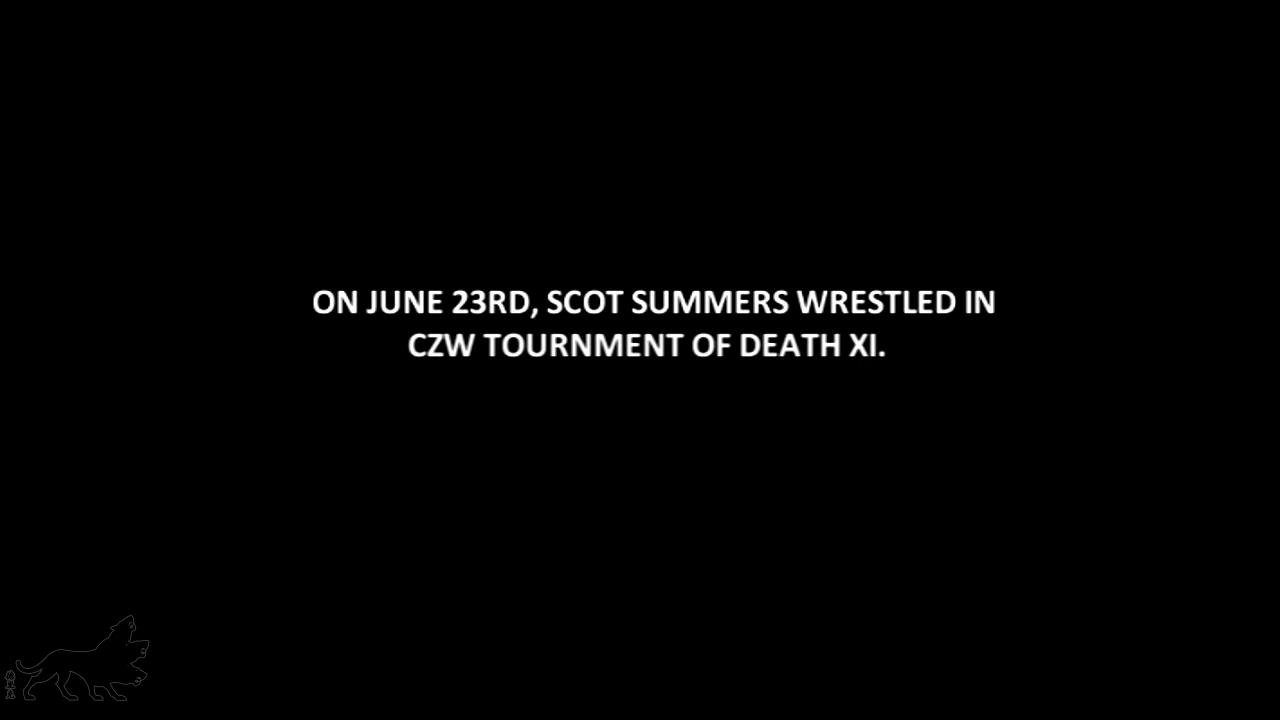 ON JUNE 23RD, SCOT SUMMERS WRESTLED IN
CZW TOURNMENT OF DEATH XI.